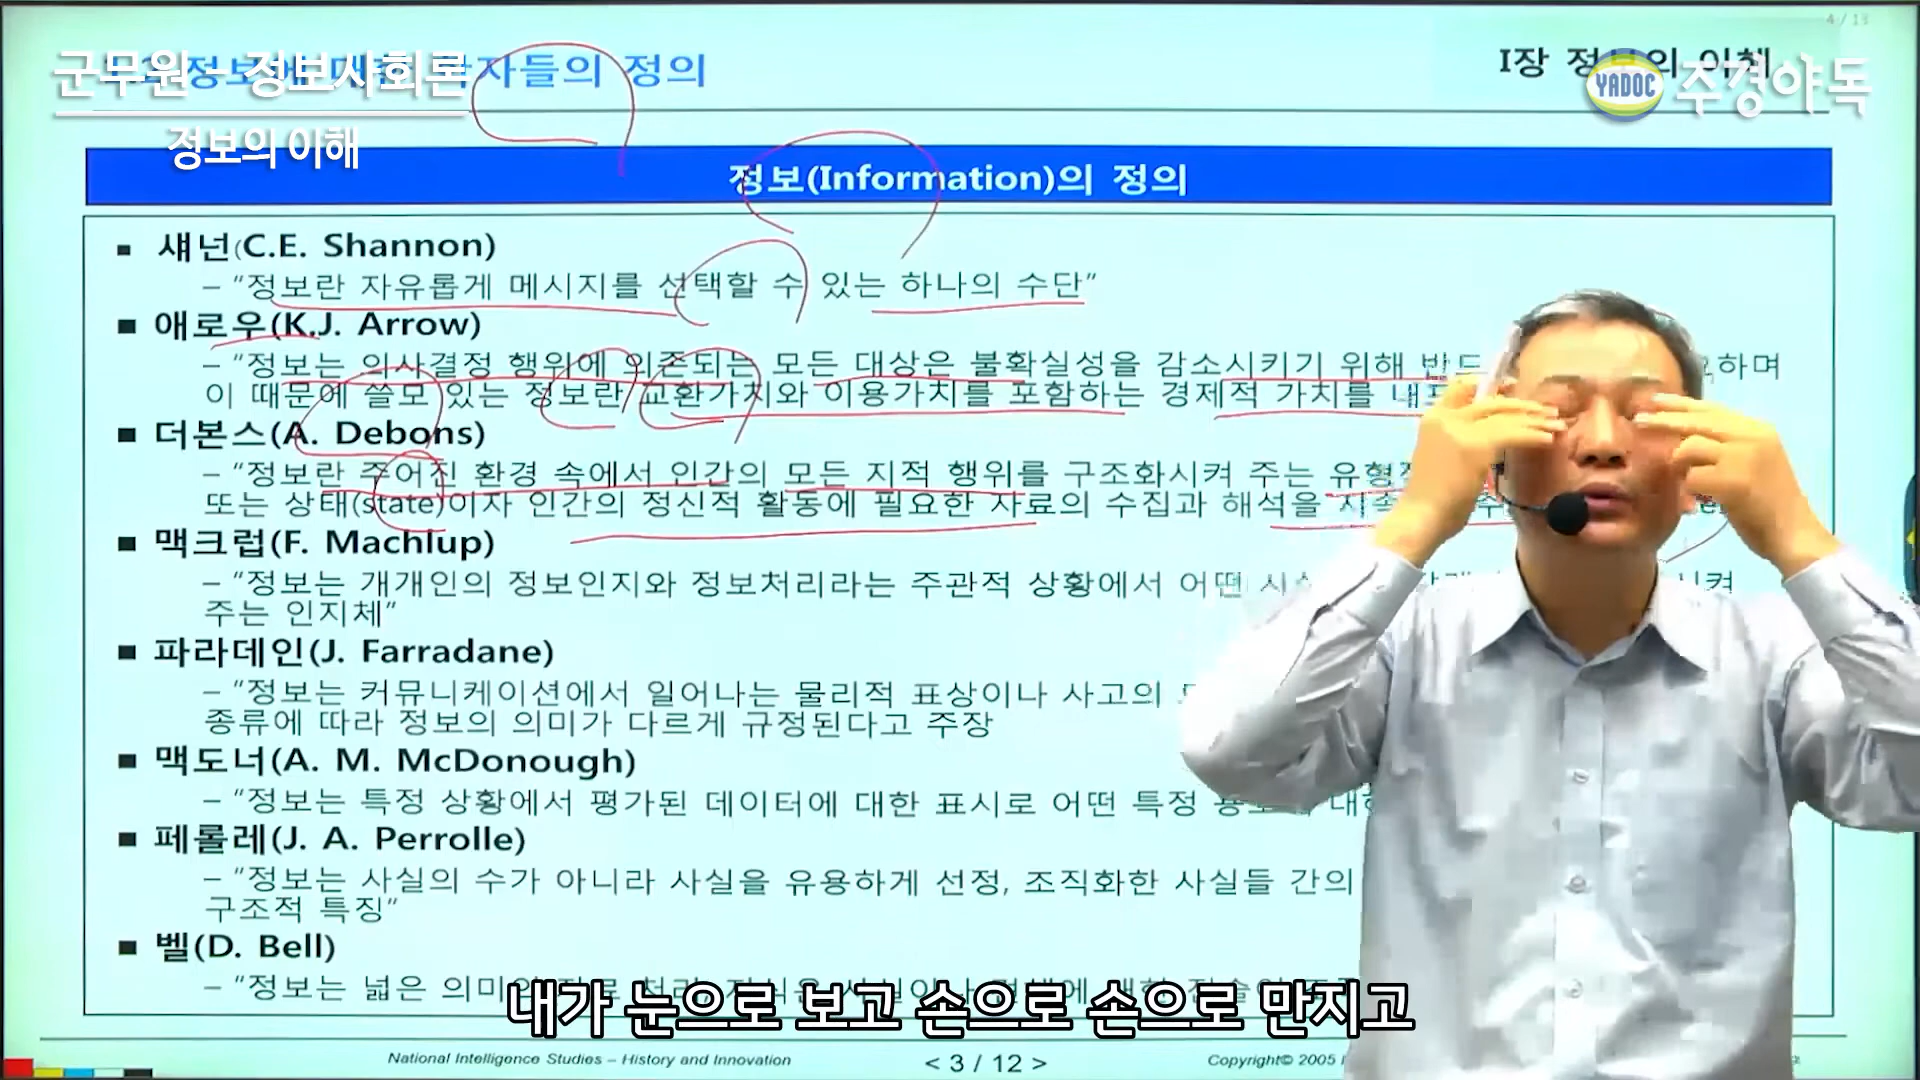 4 / 13
군무원 - 정보사회론
자들의 정의
I장 정보의 이해
YADOC 주경야독
정보의 이해
정보(Information)의 정의
섀넌(C.E. Shannon)
– "정보란 자유롭게 메시지를 선택할 수 있는 하나의 수단"
애로우(K.J. Arrow)
– "정보는 의사결정 행위에 의존되는 모든 대상은 불확실성을 감소시키기 위해 하며
이 때문에 쓸모 있는 정보란 교환가치와 이용가치를 포함하는 경제적 가치를
더본스(A. Debons)
– "정보란 주어진 환경 속에서 인간의 모든 지적 행위를 구조화시켜 주는
또는 상태(state)이자 인간의 정신적 활동에 필요한 자료의 수집과 해석을
맥크럽(F. Machlup)
– "정보는 개개인의 정보인지와 정보처리라는 주관적 상황에서 어떤 시켜
주는 인지체"
파라데인(J. Farradane)
– "정보는 커뮤니케이션에서 일어나는 물리적 표상이나 사고의
종류에 따라 정보의 의미가 다르게 규정된다고 주장
맥도너(A. M. McDonough)
– "정보는 특정 상황에서 평가된 데이터에 대한 표시로 어떤 특정
페롤레(J. A. Perrolle)
– "정보는 사실의 수가 아니라 사실을 유용하게 선정, 조직화한 사실들 간의
구조적 특징"
벨(D. Bell)
– "정보는 넓은
내가 눈으로 보고 손으로 손으로 만지고
National Intelligence Studies – History and Innovation
< 3 / 12 >
Copyright© 2005